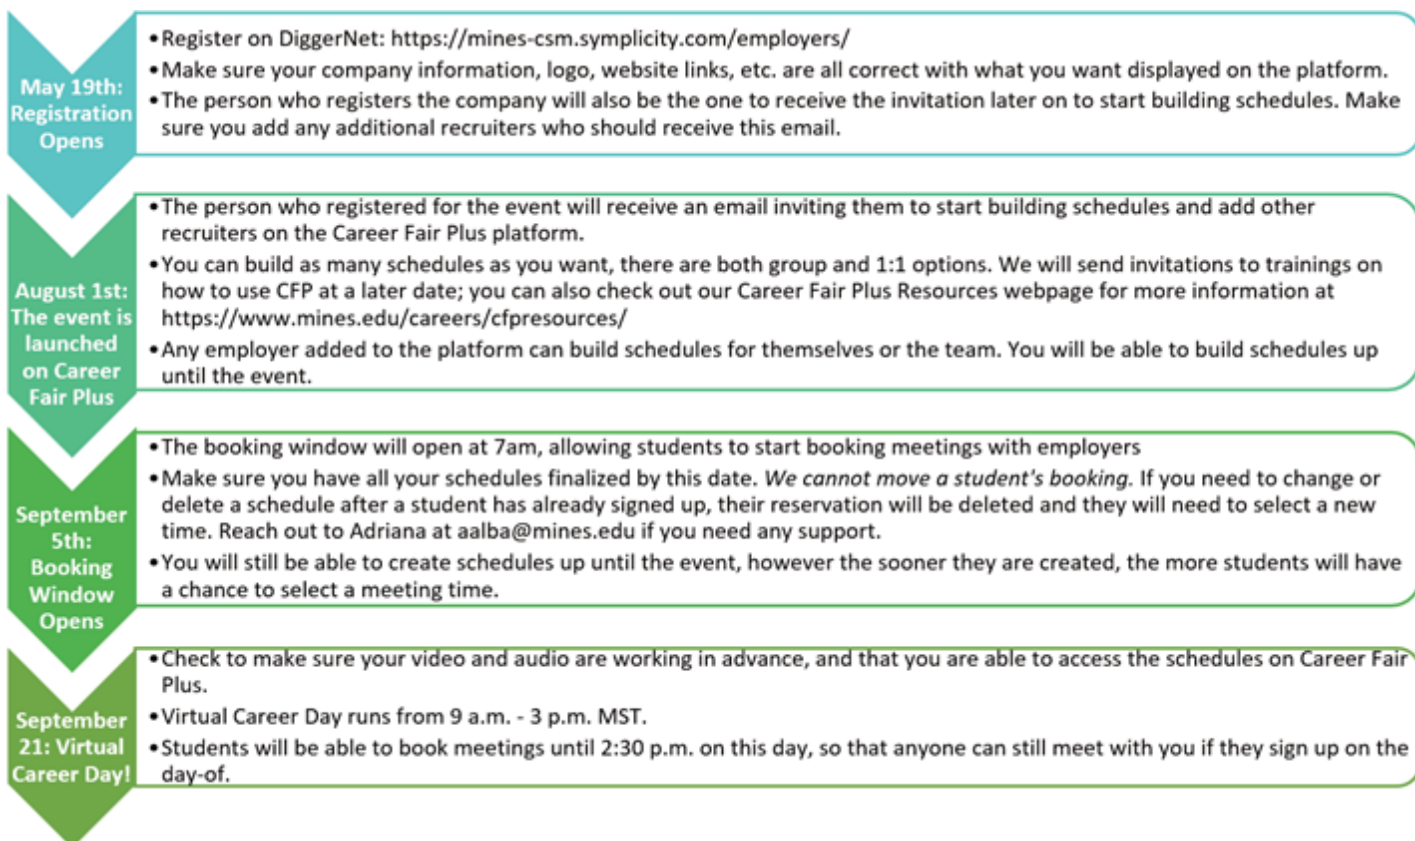 May 19th:
Registration
Opens
•Register on DiggerNet: https://mines-csm.symplicity.com/employers/
•Make sure your company information, logo, website links, etc. are all correct with what you want displayed on the platform.
•The person who registers the company will also be the one to receive the invitation later on to start building schedules. Make
sure you add any additional recruiters who should receive this email.
August 1st:
The event is
launched
on Career
Fair Plus
•The person who registered for the event will receive an email inviting them to start building schedules and add other
recruiters on the Career Fair Plus platform.
•You can build as many schedules as you want, there are both group and 1:1 options. We will send invitations to trainings on
how to use CFP at a later date; you can also check out our Career Fair Plus Resources webpage for more information at
https://www.mines.edu/careers/cfpresources/
•Any employer added to the platform can build schedules for themselves or the team. You will be able to build schedules up
until the event.
September
5th:
Booking
Window
Opens
•The booking window will open at 7am, allowing students to start booking meetings with employers
•Make sure you have all your schedules finalized by this date. We cannot move a student's booking. If you need to change or
delete a schedule after a student has already signed up, their reservation will be deleted and they will need to select a new
time. Reach out to Adriana at aalba@mines.edu if you need any support.
•You will still be able to create schedules up until the event, however the sooner they are created, the more students will have
a chance to select a meeting time.
September
21: Virtual
Career Day!
•Check to make sure your video and audio are working in advance, and that you are able to access the schedules on Career Fair
Plus.
•Virtual Career Day runs from 9 a.m. - 3 p.m. MST.
•Students will be able to book meetings until 2:30 p.m. on this day, so that anyone can still meet with you if they sign up on the
day-of.